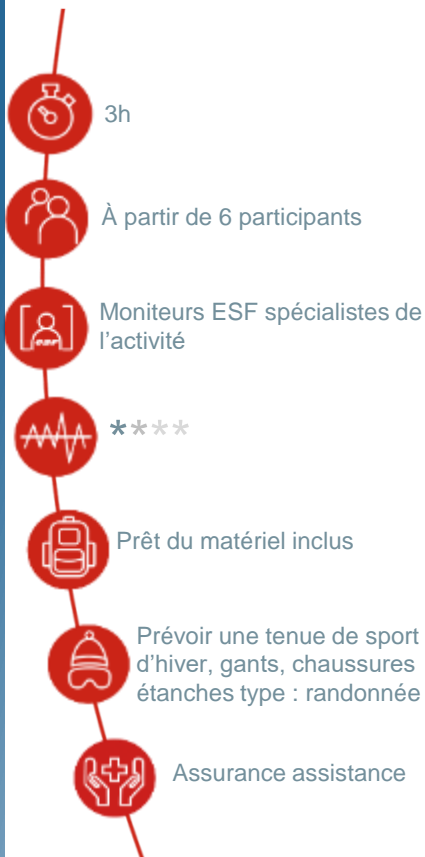 3h
À partir de 6 participants
Moniteurs ESF spécialistes de
l'activité
****
Prêt du matériel inclus
Prévoir une tenue de sport
d'hiver, gants, chaussures
étanches type : randonnée
Assurance assistance